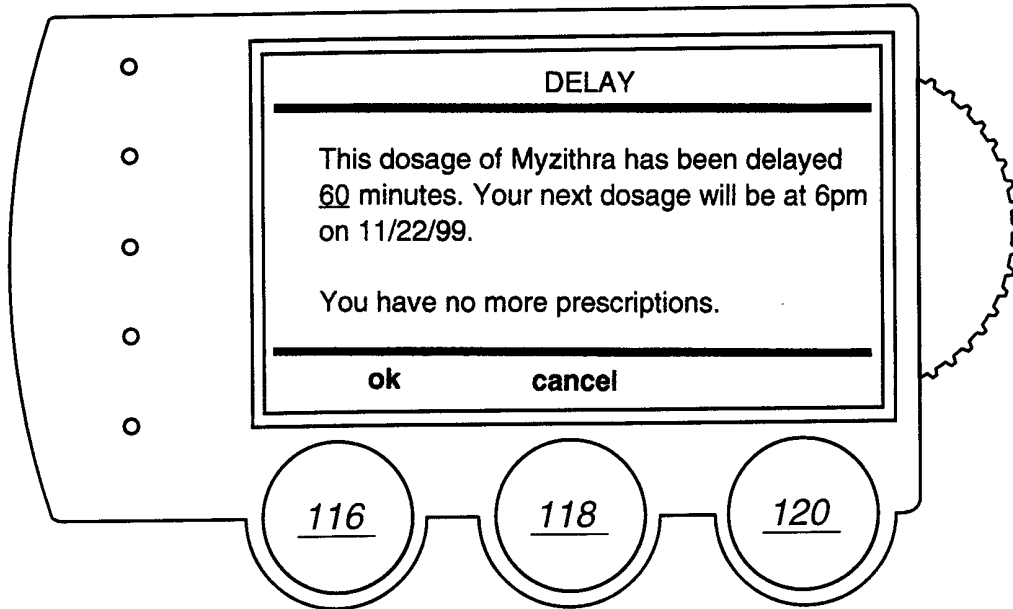 DELAY
This dosage of Myzithra has been delayed
60 minutes. Your next dosage will be at 6pm
on 11/22/99.
You have no more prescriptions.
ok cancel
116 118 120